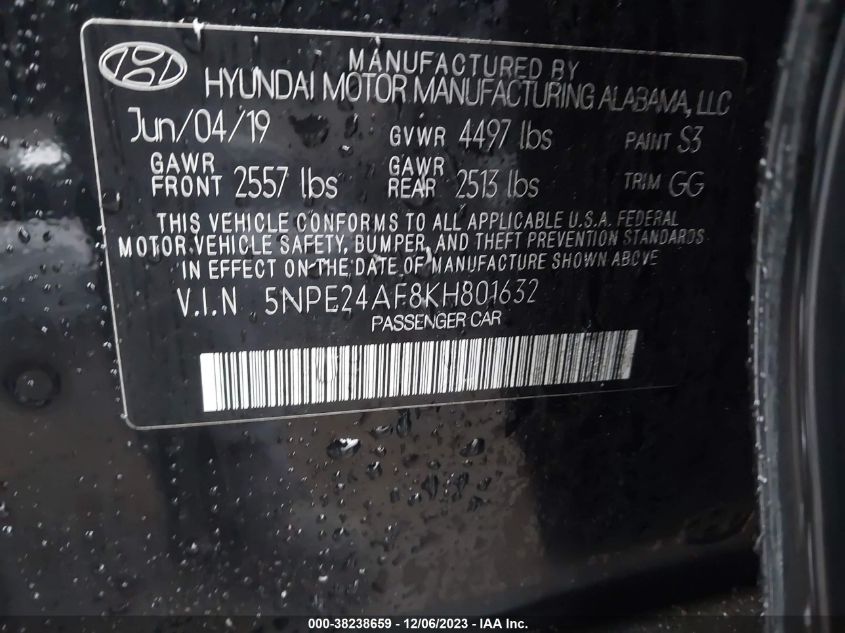 MANUFACTURED BY
HYUNDAI MOTOR MANUFACTURING ALABAMA, LLC
Jun/04/19 GVWR 4497 lbs PAINT S3
GAWR FRONT 2557 lbs GAWR REAR 2513 lbs TRIM GG
THIS VEHICLE CONFORMS TO ALL APPLICABLE U.S.A. FEDERAL
MOTOR VEHICLE SAFETY, BUMPER, AND THEFT PREVENTION STANDARDS
IN EFFECT ON THE DATE OF MANUFACTURE SHOWN ABOVE
V.I.N 5NPE24AF8KH801632
PASSENGER CAR
000-38238659 - 12/06/2023 - IAA Inc.